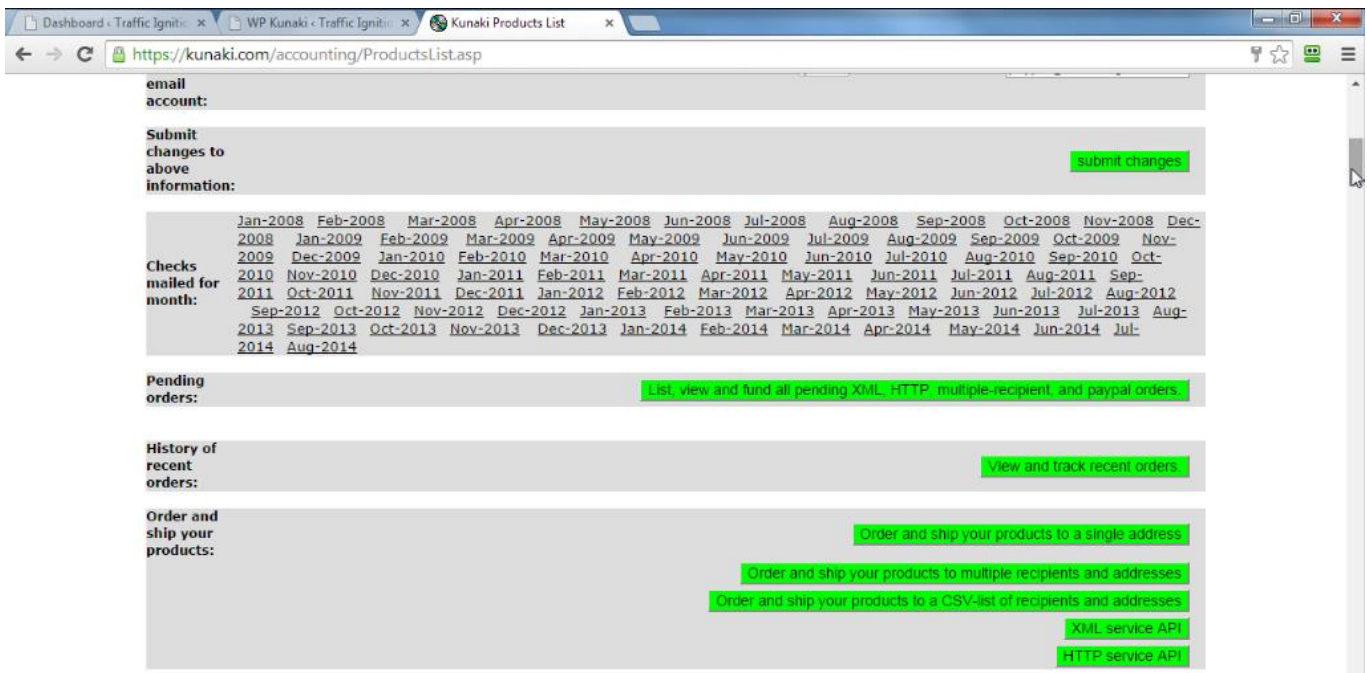 Dashboard ‹ Traffic Igniti
WP Kunaki ‹ Traffic Igniti
Kunaki Products List
https://kunaki.com/accounting/ProductsList.asp
email
account:
Submit
changes to
above
information:
submit changes
Checks
mailed for
month:
Jan-2008 Feb-2008 Mar-2008 Apr-2008 May-2008 Jun-2008 Jul-2008 Aug-2008 Sep-2008 Oct-2008 Nov-2008 Dec-
2008 Jan-2009 Feb-2009 Mar-2009 Apr-2009 May-2009 Jun-2009 Jul-2009 Aug-2009 Sep-2009 Oct-2009 Nov-
2009 Dec-2009 Jan-2010 Feb-2010 Mar-2010 Apr-2010 May-2010 Jun-2010 Jul-2010 Aug-2010 Sep-2010 Oct-
2010 Nov-2010 Dec-2010 Jan-2011 Feb-2011 Mar-2011 Apr-2011 May-2011 Jun-2011 Jul-2011 Aug-2011 Sep-
2011 Oct-2011 Nov-2011 Dec-2011 Jan-2012 Feb-2012 Mar-2012 Apr-2012 May-2012 Jun-2012 Jul-2012 Aug-2012
Sep-2012 Oct-2012 Nov-2012 Dec-2012 Jan-2013 Feb-2013 Mar-2013 Apr-2013 May-2013 Jun-2013 Jul-2013 Aug-
2013 Sep-2013 Oct-2013 Nov-2013 Dec-2013 Jan-2014 Feb-2014 Mar-2014 Apr-2014 May-2014 Jun-2014 Jul-
2014 Aug-2014
Pending
orders:
List, view and fund all pending XML, HTTP, multiple-recipient, and paypal orders.
History of
recent
orders:
View and track recent orders.
Order and
ship your
products:
Order and ship your products to a single address
Order and ship your products to multiple recipients and addresses
Order and ship your products to a CSV-list of recipients and addresses
XML service API
HTTP service API